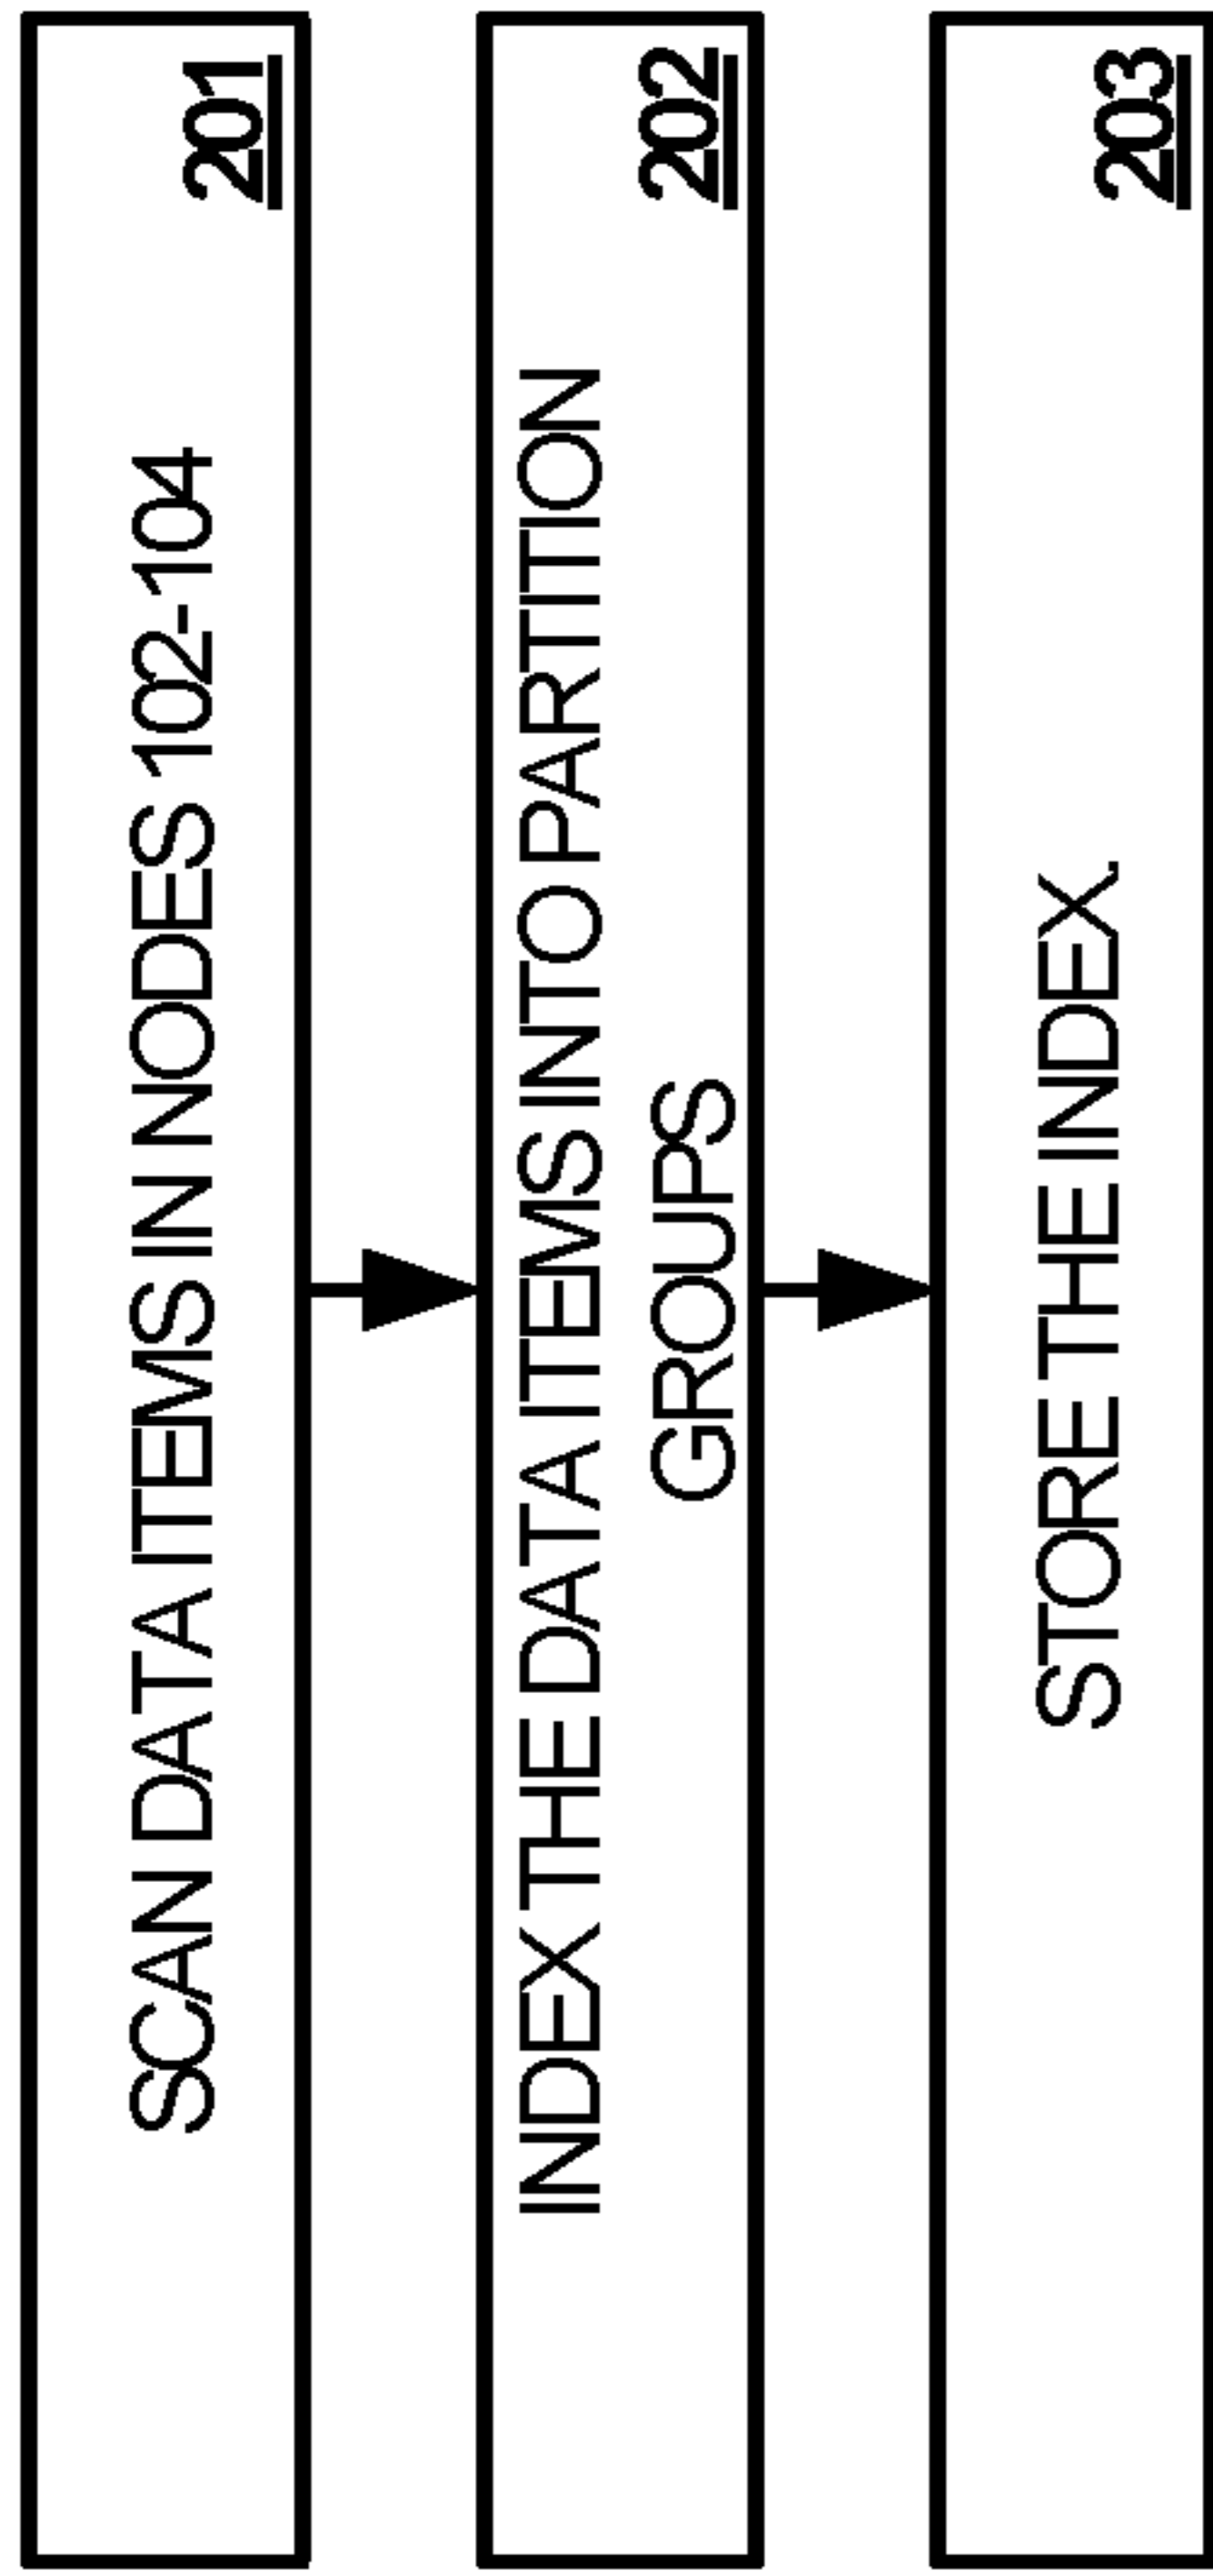 SCAN DATA ITEMS IN NODES 102-104
201
INDEX THE DATA ITEMS INTO PARTITION
GROUPS
202
STORE THE INDEX.
203